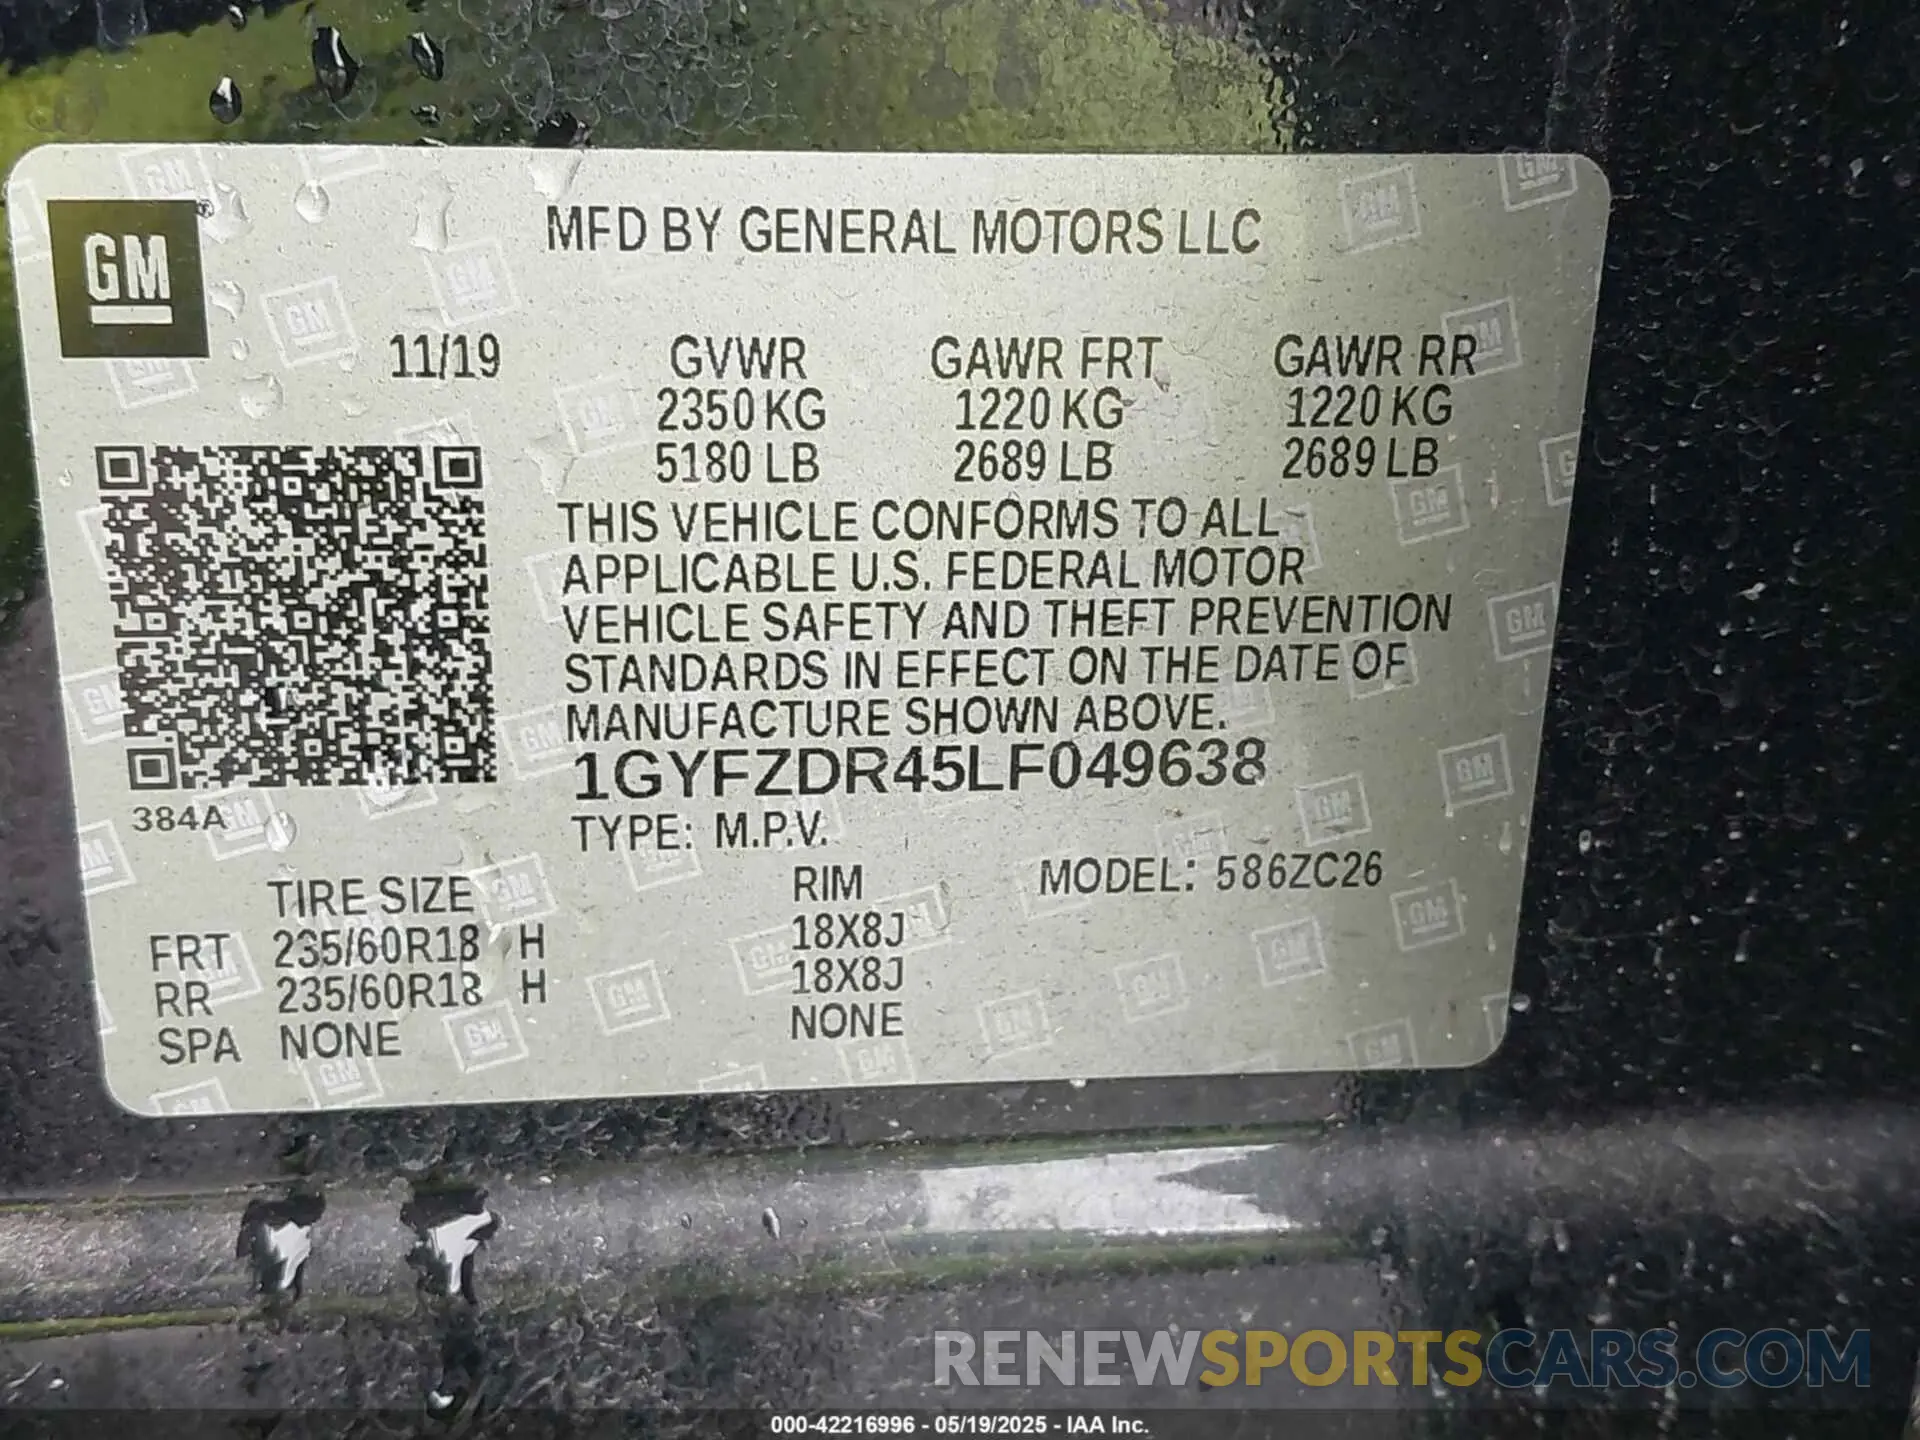 GM
MFD BY GENERAL MOTORS LLC
11/19 GVWR GAWR FRT GAWR RR
2350 KG 1220 KG 1220 KG
5180 LB 2689 LB 2689 LB
THIS VEHICLE CONFORMS TO ALL
APPLICABLE U.S. FEDERAL MOTOR
VEHICLE SAFETY AND THEFT PREVENTION
STANDARDS IN EFFECT ON THE DATE OF
MANUFACTURE SHOWN ABOVE.
1GYFZDR45LF049638
384A
TYPE: M.P.V.
TIRE SIZE RIM MODEL: 586ZC26
FRT 235/60R18 H 18X8J
RR 235/60R18 H 18X8J
SPA NONE NONE
RENEWSPORTSCARS.COM
000-42216996 - 05/19/2025 - IAA Inc.